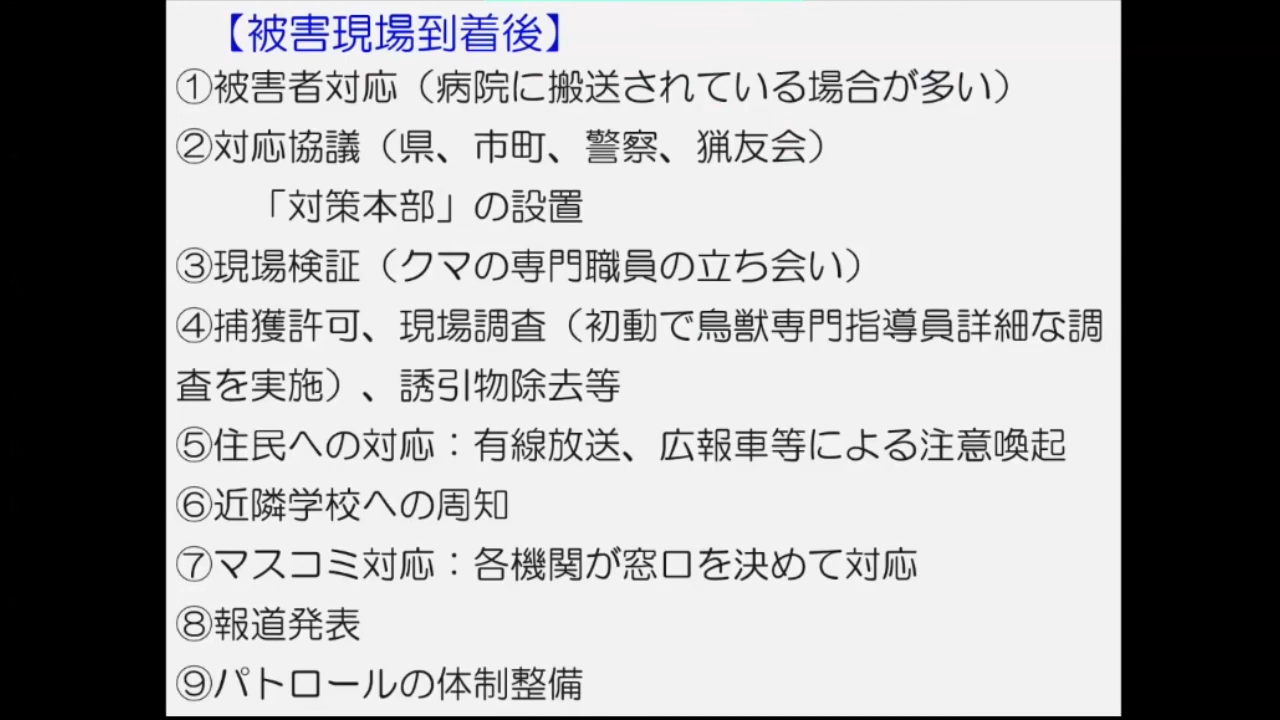 【被害現場到着後】
①被害者対応（病院に搬送されている場合が多い）
②対応協議（県、市町、警察、猟友会）
「対策本部」の設置
③現場検証（クマの専門職員の立ち会い）
④捕獲許可、現場調査（初動で鳥獣専門指導員詳細な調
査を実施）、誘引物除去等
⑤住民への対応：有線放送、広報車等による注意喚起
⑥近隣学校への周知
⑦マスコミ対応：各機関が窓口を決めて対応
⑧報道発表
⑨パトロールの体制整備